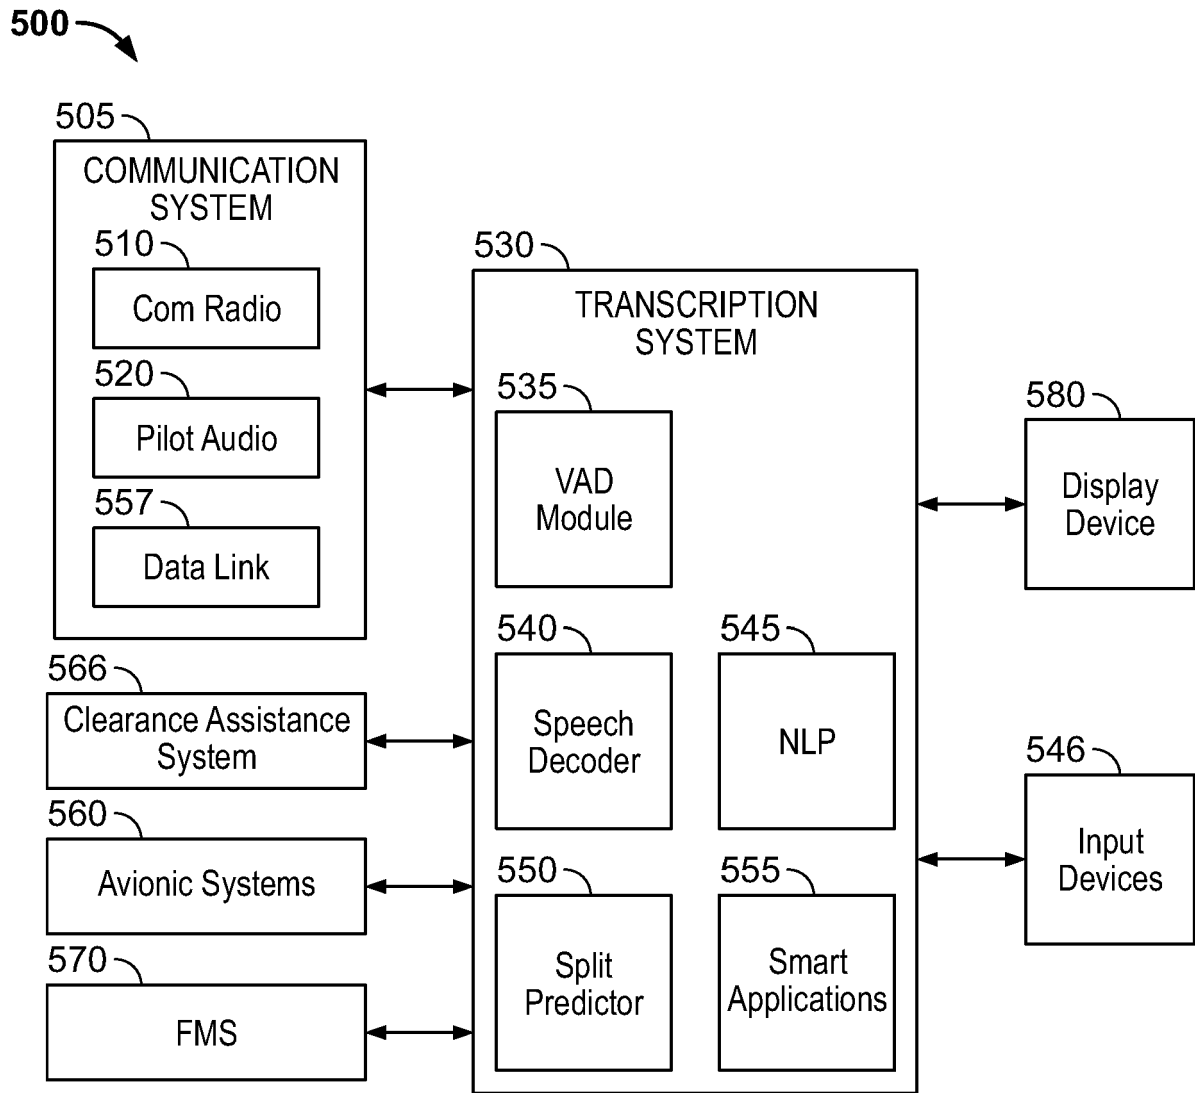 500
505
COMMUNICATION
SYSTEM
510
Com Radio
520
Pilot Audio
557
Data Link
566
Clearance Assistance
System
560
Avionic Systems
570
FMS
530
TRANSCRIPTION
SYSTEM
535
VAD
Module
540
Speech
Decoder
545
NLP
550
Split
Predictor
555
Smart
Applications
580
Display
Device
546
Input
Devices